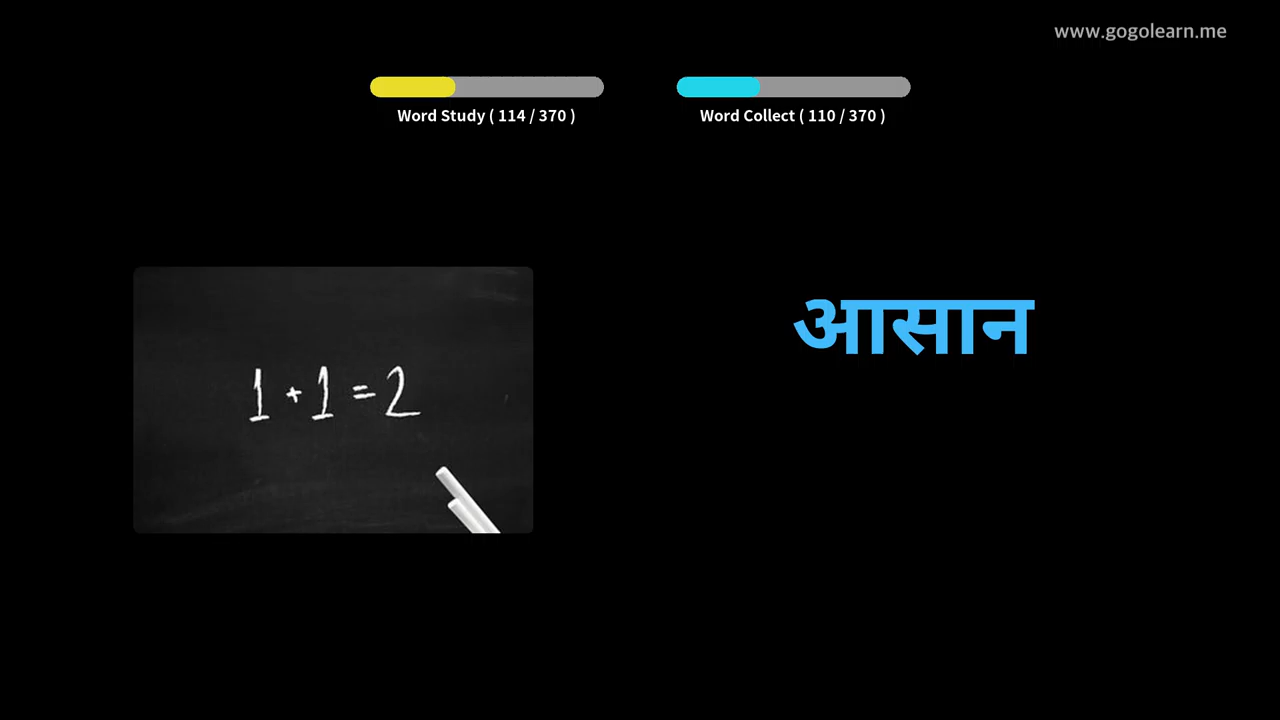 www.gogolearn.me
Word Study ( 114 / 370 )
Word Collect ( 110 / 370 )
1 + 1 = 2
आसान